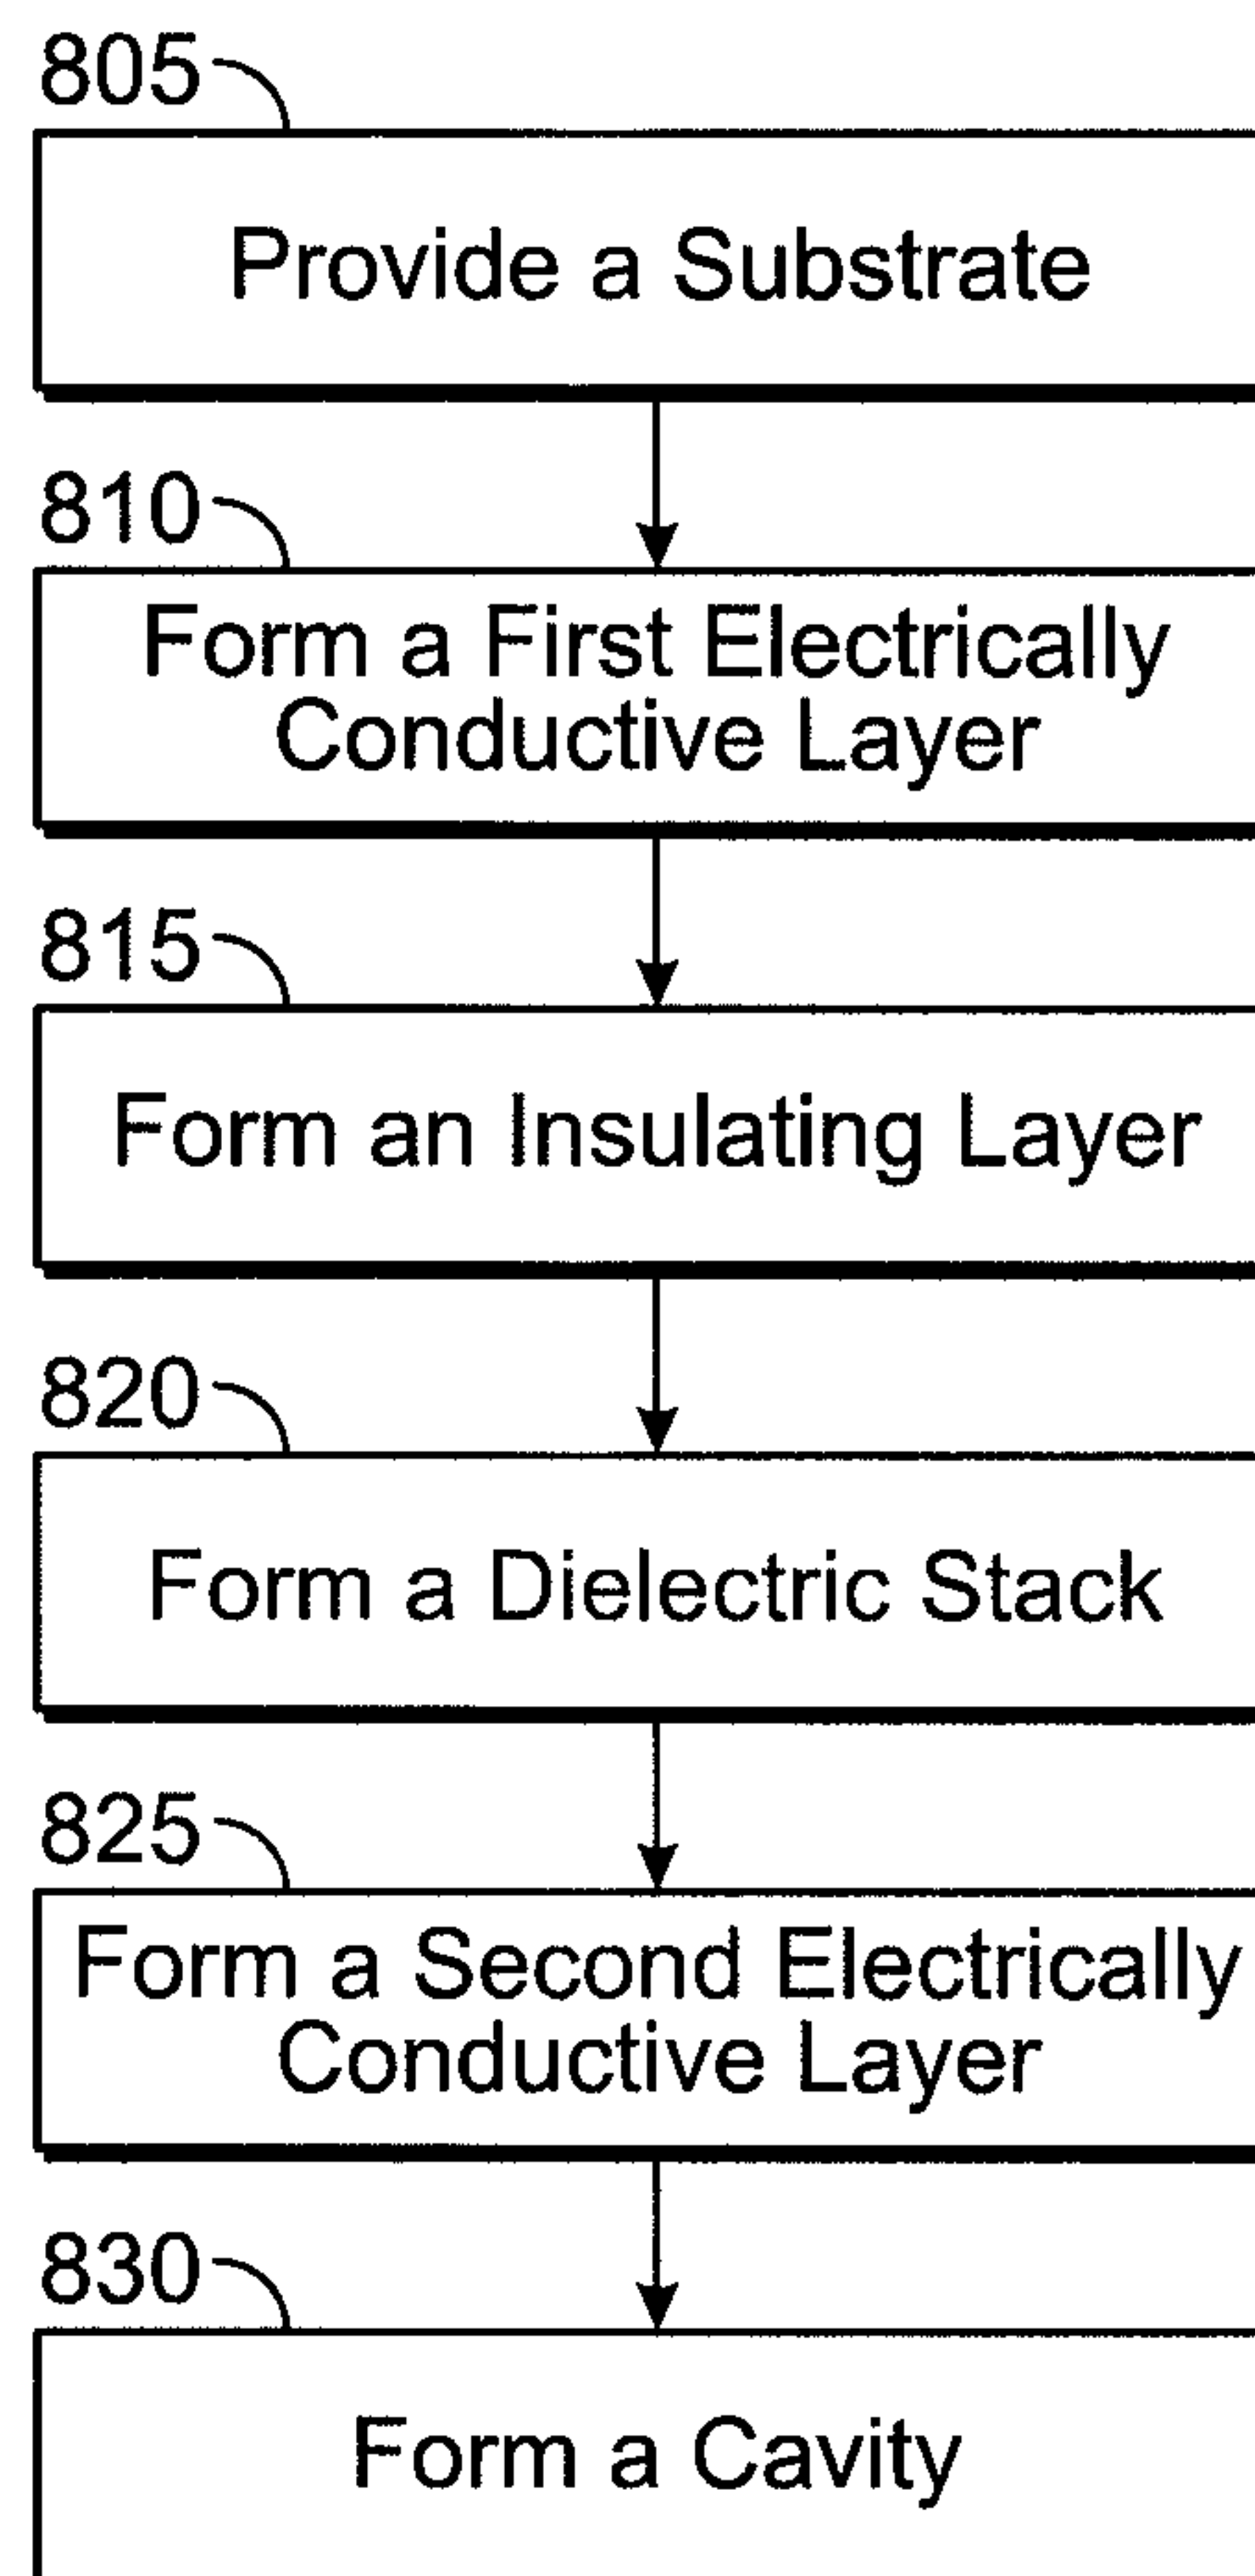 805
Provide a Substrate
810
Form a First Electrically
Conductive Layer
815
Form an Insulating Layer
820
Form a Dielectric Stack
825
Form a Second Electrically
Conductive Layer
830
Form a Cavity